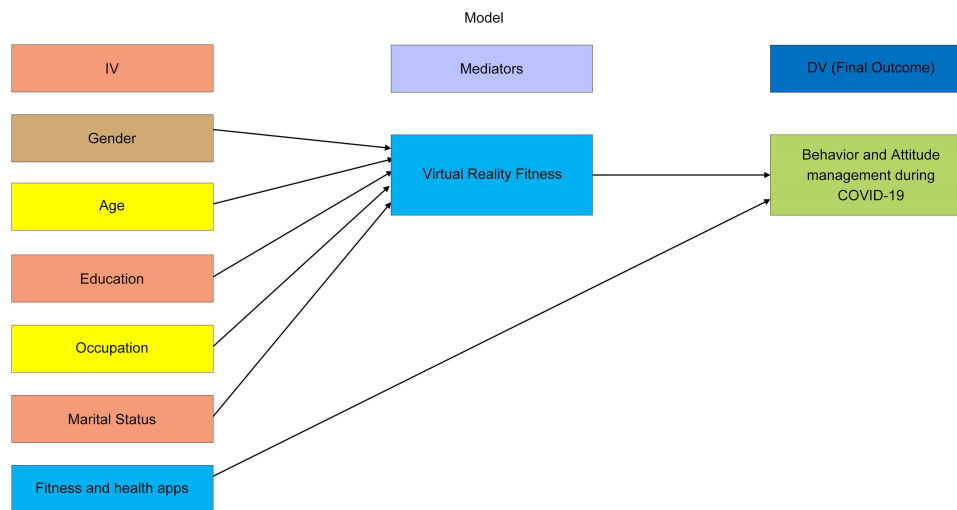 Model
IV
Mediators
DV (Final Outcome)
Gender
Virtual Reality Fitness
Behavior and Attitude
management during
COVID-19
Age
Education
Occupation
Marital Status
Fitness and health apps